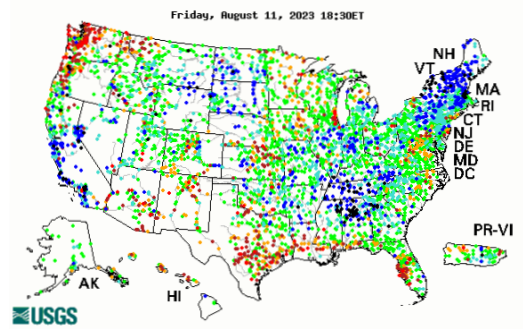 Friday, August 11, 2023 18:30ET
NH
VT
MA
RI
CT
NJ
DE
MD
DC
PR-VI
AK
HI
USGS